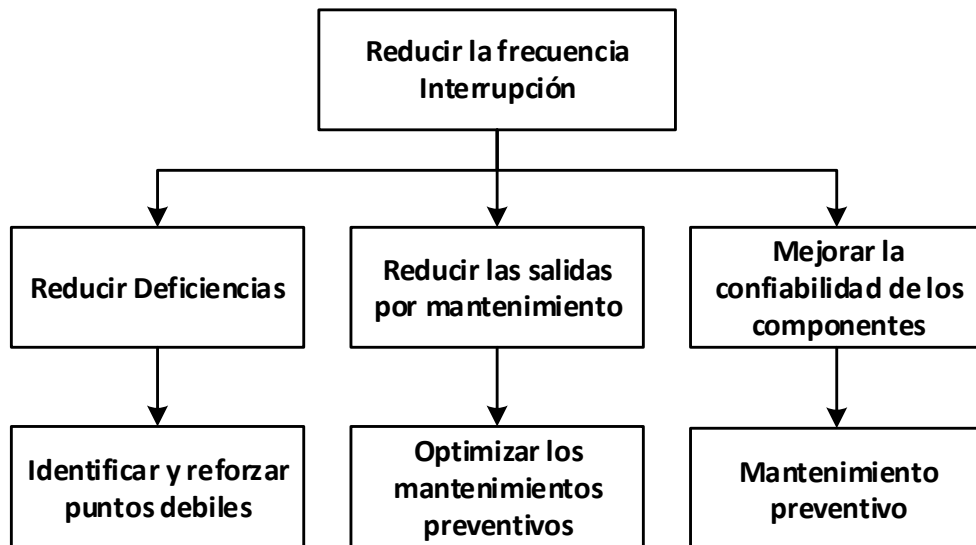 Reducir la frecuencia
Interrupción
Reducir Deficiencias
Reducir las salidas
por mantenimiento
Mejorar la
confiabilidad de los
componentes
Identificar y reforzar
puntos debiles
Optimizar los
mantenimientos
preventivos
Mantenimiento
preventivo